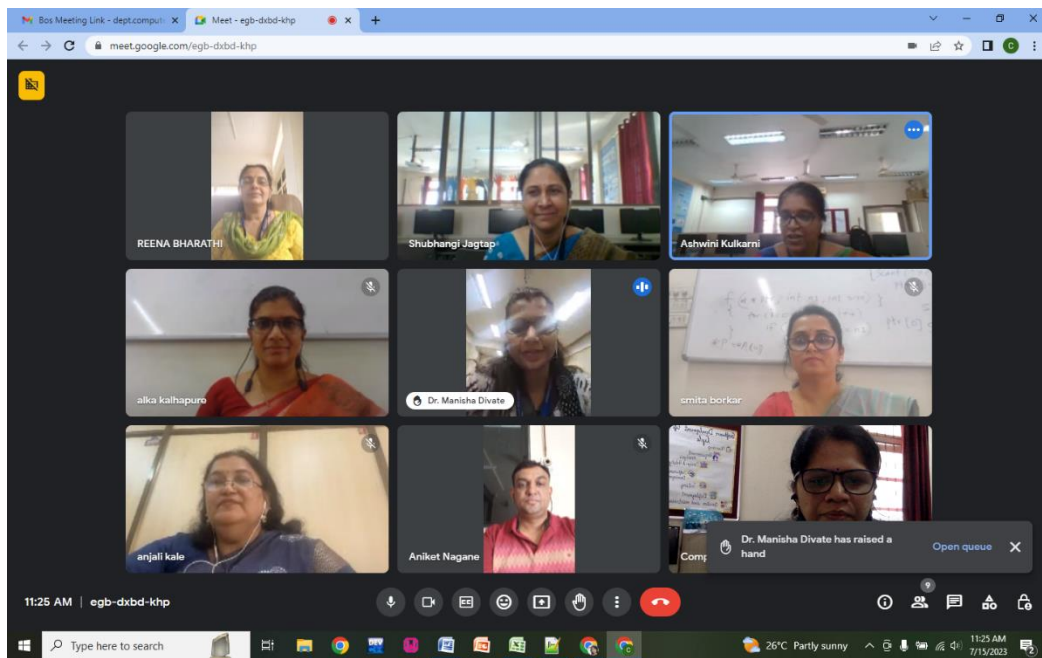 Bos Meeting Link - dept.compute
Meet - egb-dxbd-khp
meet.google.com/egb-dxbd-khp
C
REENA BHARATHI
Shubhangi Jagtap
Ashwini Kulkarni
alka kalhapure
Dr. Manisha Divate
smita borkar
anjali kale
Aniket Nagane
Comp
Dr. Manisha Divate has raised a
hand
Open queue
9
11:25 AM | egb-dxbd-khp
CC
Type here to search
26°C Partly sunny
11:25 AM
7/15/2023
2